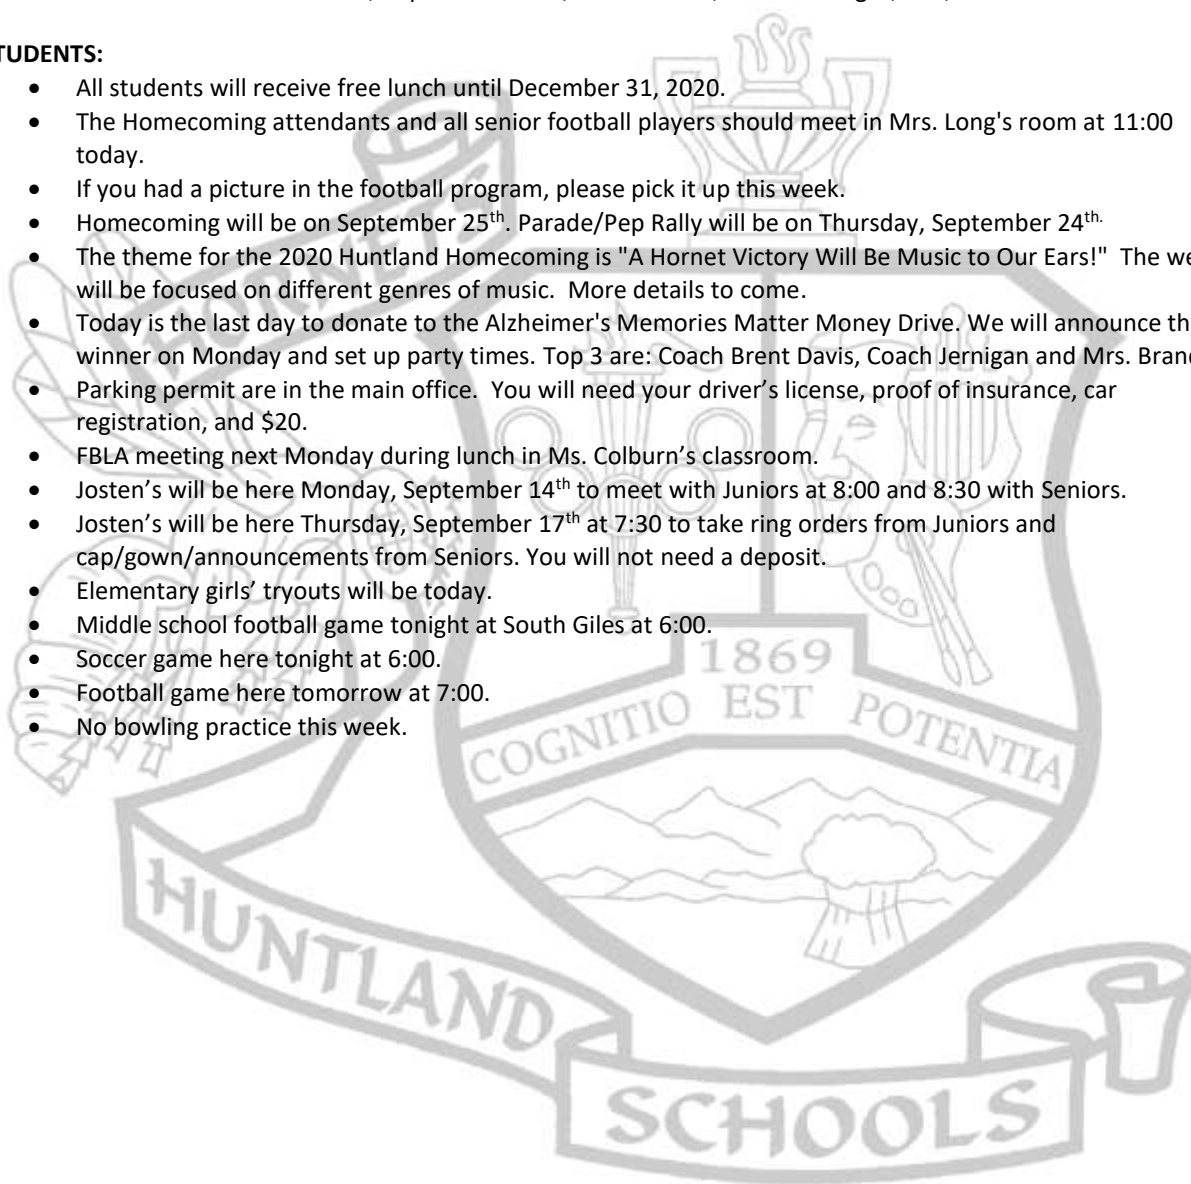 TUDENTS:
• All students will receive free lunch until December 31, 2020.
• The Homecoming attendants and all senior football players should meet in Mrs. Long's room at 11:00
today.
• If you had a picture in the football program, please pick it up this week.
• Homecoming will be on September 25th. Parade/Pep Rally will be on Thursday, September 24th.
• The theme for the 2020 Huntland Homecoming is "A Hornet Victory Will Be Music to Our Ears!"  The we
will be focused on different genres of music.  More details to come.
• Today is the last day to donate to the Alzheimer's Memories Matter Money Drive. We will announce th
winner on Monday and set up party times. Top 3 are: Coach Brent Davis, Coach Jernigan and Mrs. Bran
• Parking permit are in the main office.  You will need your driver’s license, proof of insurance, car
registration, and $20.
• FBLA meeting next Monday during lunch in Ms. Colburn’s classroom.
• Josten’s will be here Monday, September 14th to meet with Juniors at 8:00 and 8:30 with Seniors.
• Josten’s will be here Thursday, September 17th at 7:30 to take ring orders from Juniors and
cap/gown/announcements from Seniors. You will not need a deposit.
• Elementary girls’ tryouts will be today.
• Middle school football game tonight at South Giles at 6:00.
• Soccer game here tonight at 6:00.
• Football game here tomorrow at 7:00.
• No bowling practice this week.
HORNETS
1869
COGNITIO EST POTENTIA
HUNTLAND
SCHOOLS